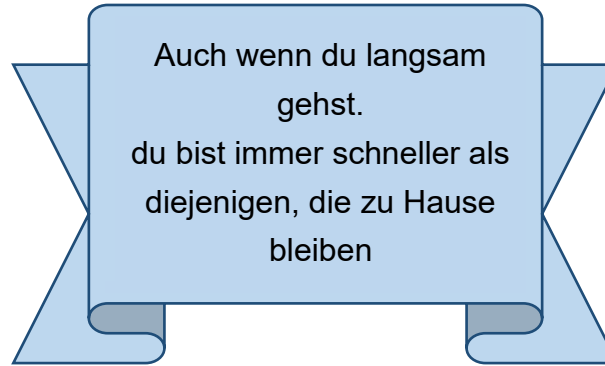 Auch wenn du langsam
gehst.
du bist immer schneller als
diejenigen, die zu Hause
bleiben